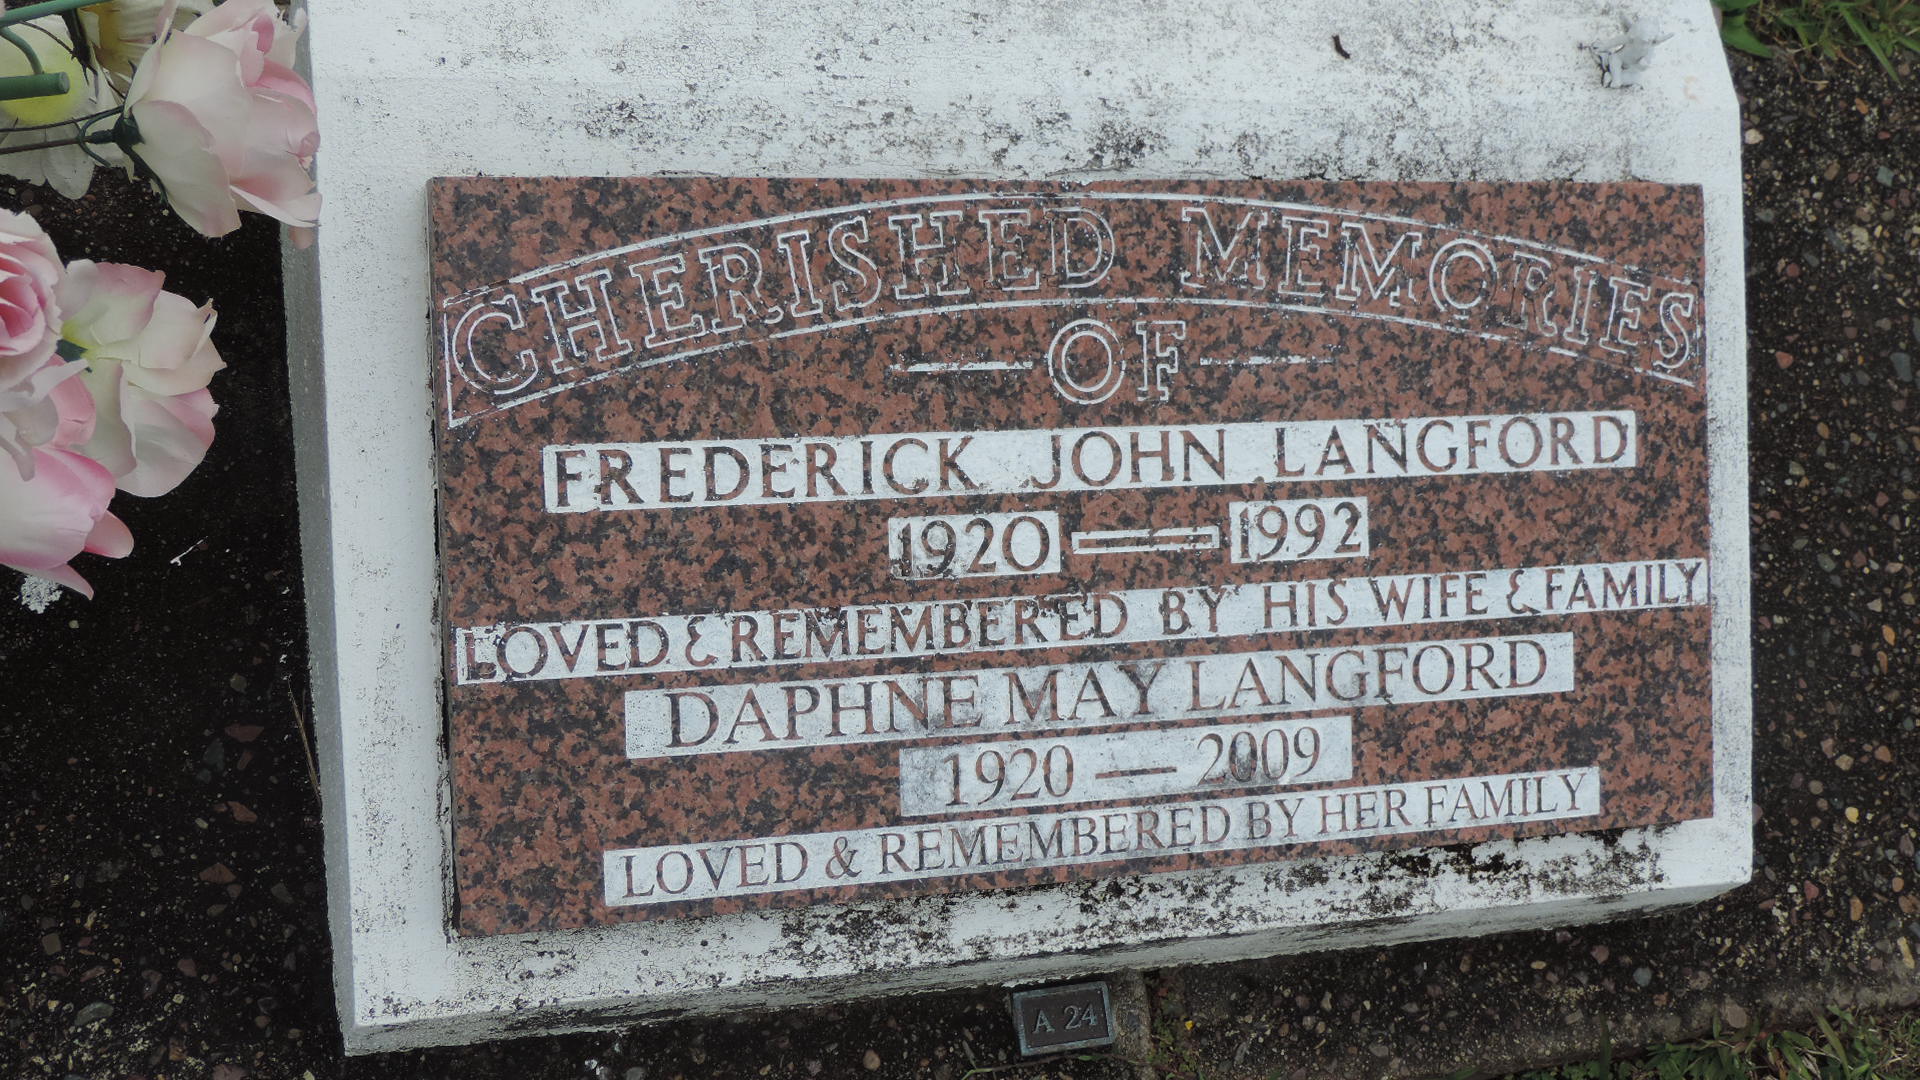 CHERISHED MEMORIES
— OF —
FREDERICK JOHN LANGFORD
1920 — 1992
LOVED & REMEMBERED BY HIS WIFE & FAMILY
DAPHNE MAY LANGFORD
1920 — 2009
LOVED & REMEMBERED BY HER FAMILY
A 24